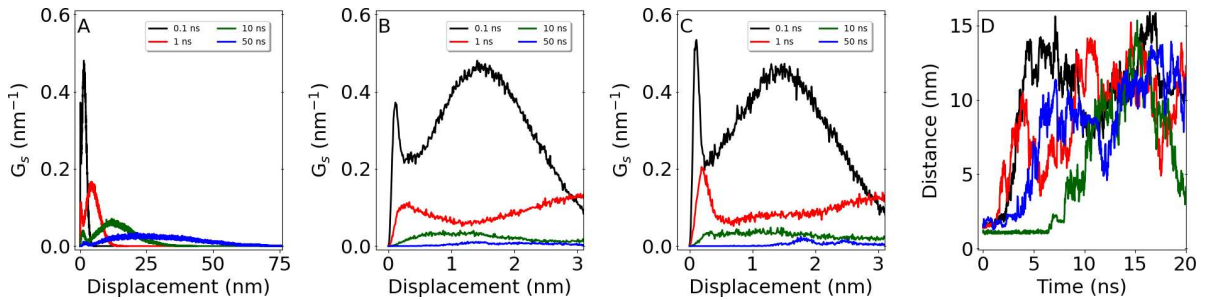 A
0.1 ns
1 ns
10 ns
50 ns
G_s (nm⁻¹)
0.6
0.4
0.2
0.0
0 25 50 75
Displacement (nm)
B
0.1 ns
1 ns
10 ns
50 ns
G_s (nm⁻¹)
0.6
0.4
0.2
0.0
0 1 2 3
Displacement (nm)
C
0.1 ns
1 ns
10 ns
50 ns
G_s (nm⁻¹)
0.6
0.4
0.2
0.0
0 1 2 3
Displacement (nm)
D
Distance (nm)
15
10
5
0
0 5 10 15 20
Time (ns)